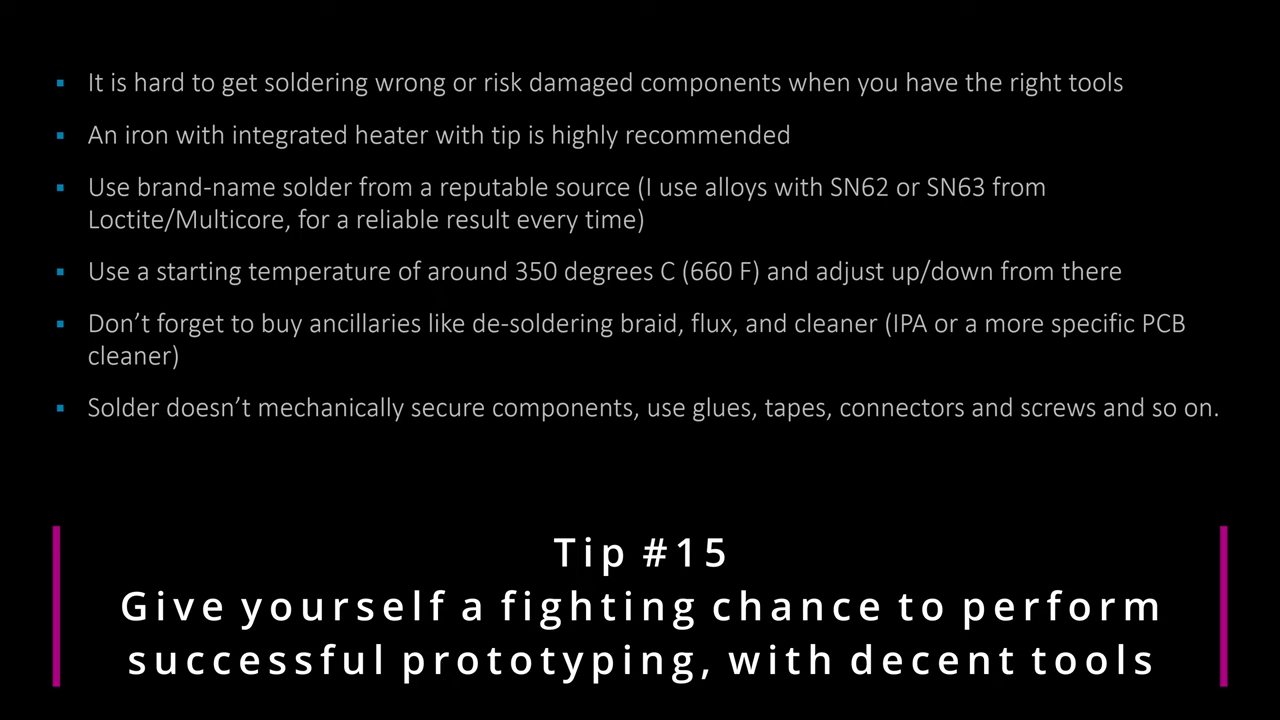 ▪ It is hard to get soldering wrong or risk damaged components when you have the right tools
▪ An iron with integrated heater with tip is highly recommended
▪ Use brand-name solder from a reputable source (I use alloys with SN62 or SN63 from
Loctite/Multicore, for a reliable result every time)
▪ Use a starting temperature of around 350 degrees C (660 F) and adjust up/down from there
▪ Don’t forget to buy ancillaries like de-soldering braid, flux, and cleaner (IPA or a more specific PCB
cleaner)
▪ Solder doesn’t mechanically secure components, use glues, tapes, connectors and screws and so on.
Tip #15
Give yourself a fighting chance to perform
successful prototyping, with decent tools